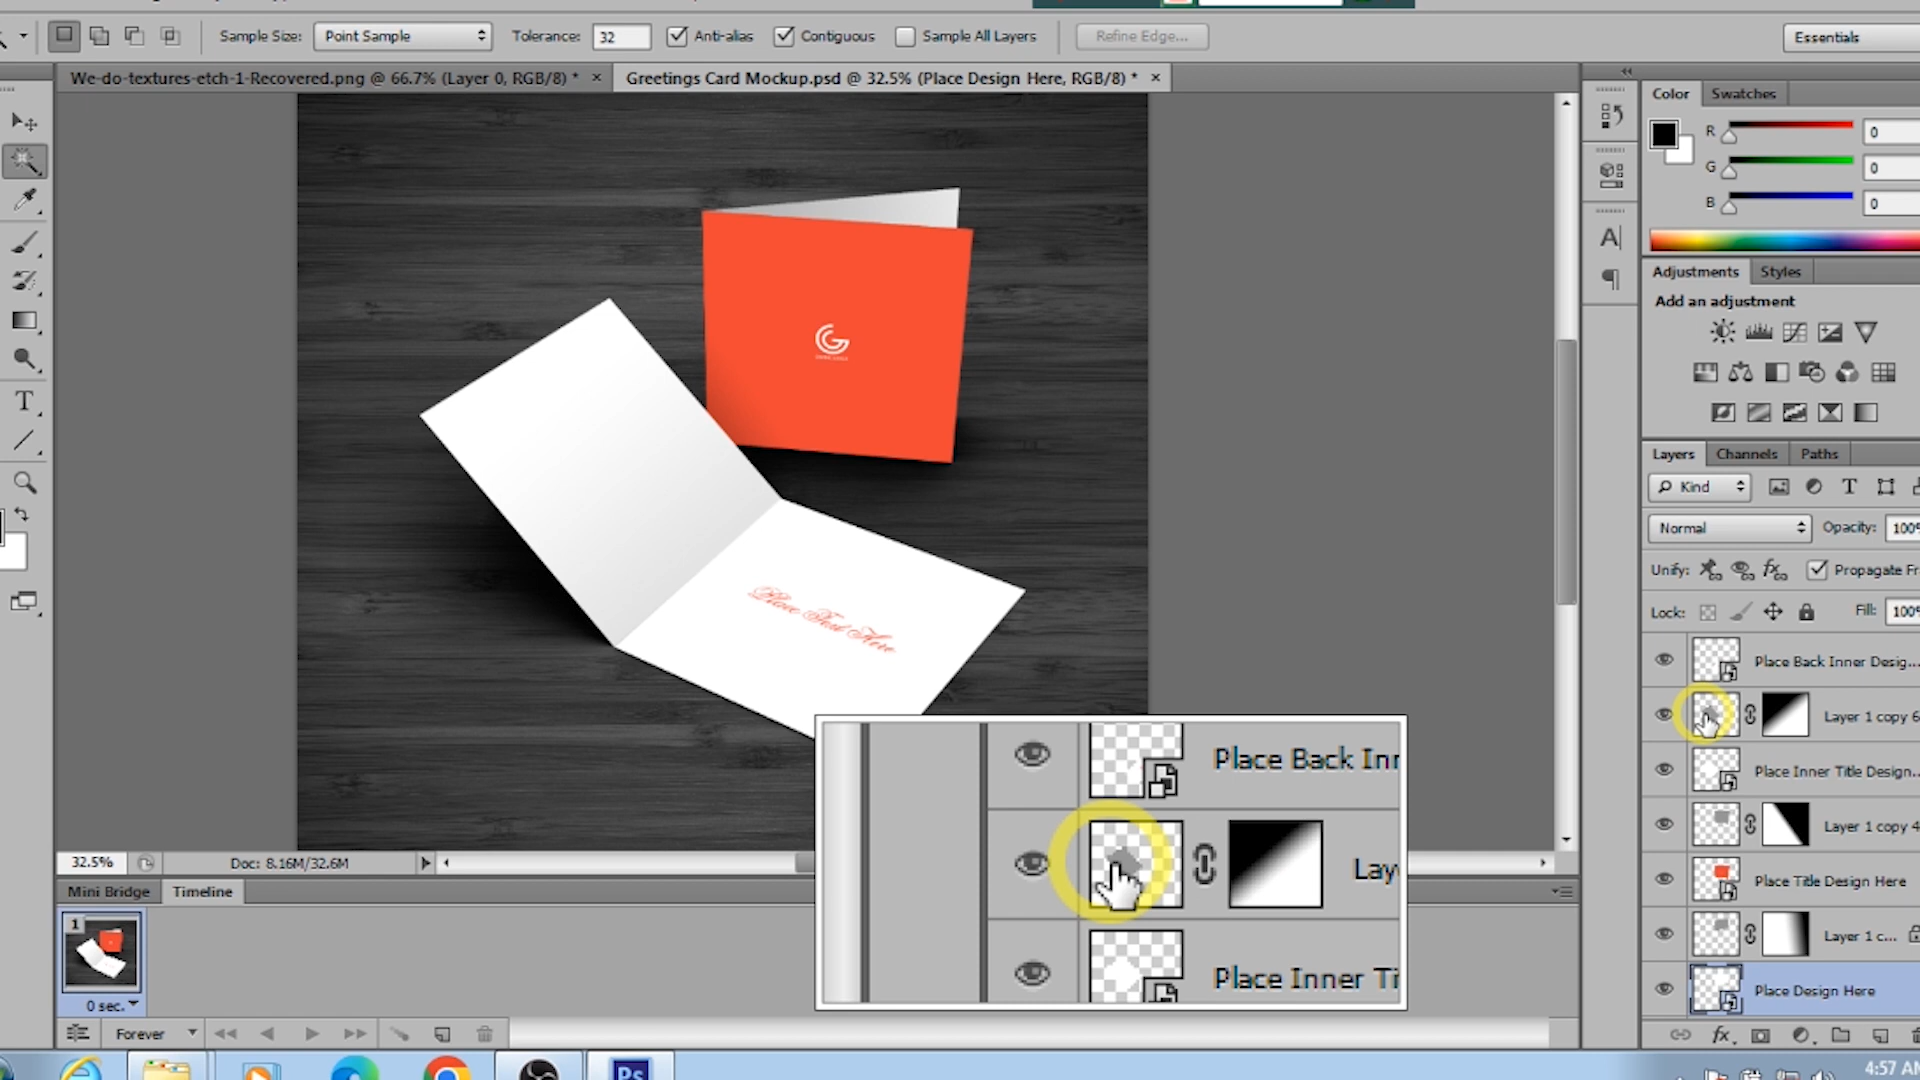 Sample Size: Point Sample Tolerance: 32 Anti-alias Contiguous Sample All Layers Refine Edge... Essentials
We-do-textures-etch-1-Recovered.png @ 66.7% (Layer 0, RGB/8) * × Greetings Card Mockup.psd @ 32.5% (Place Design Here, RGB/8) * ×
Color Swatches
R 0
G 0
B 0
Adjustments Styles
Add an adjustment
Layers Channels Paths
Kind
Normal Opacity: 100%
Unify: Propagate Fr
Lock: Fill: 100%
Place Back Inner Desig...
Layer 1 copy 6
Place Inner Title Design...
Layer 1 copy 4
Place Title Design Here
Layer 1 c...
Place Design Here
G
Place Text Here
Place Back Inn
Lay
Place Inner Ti
32.5% Doc: 8.16M/32.6M
Mini Bridge Timeline
1
0 sec.
Forever
Ps
4:57 AM